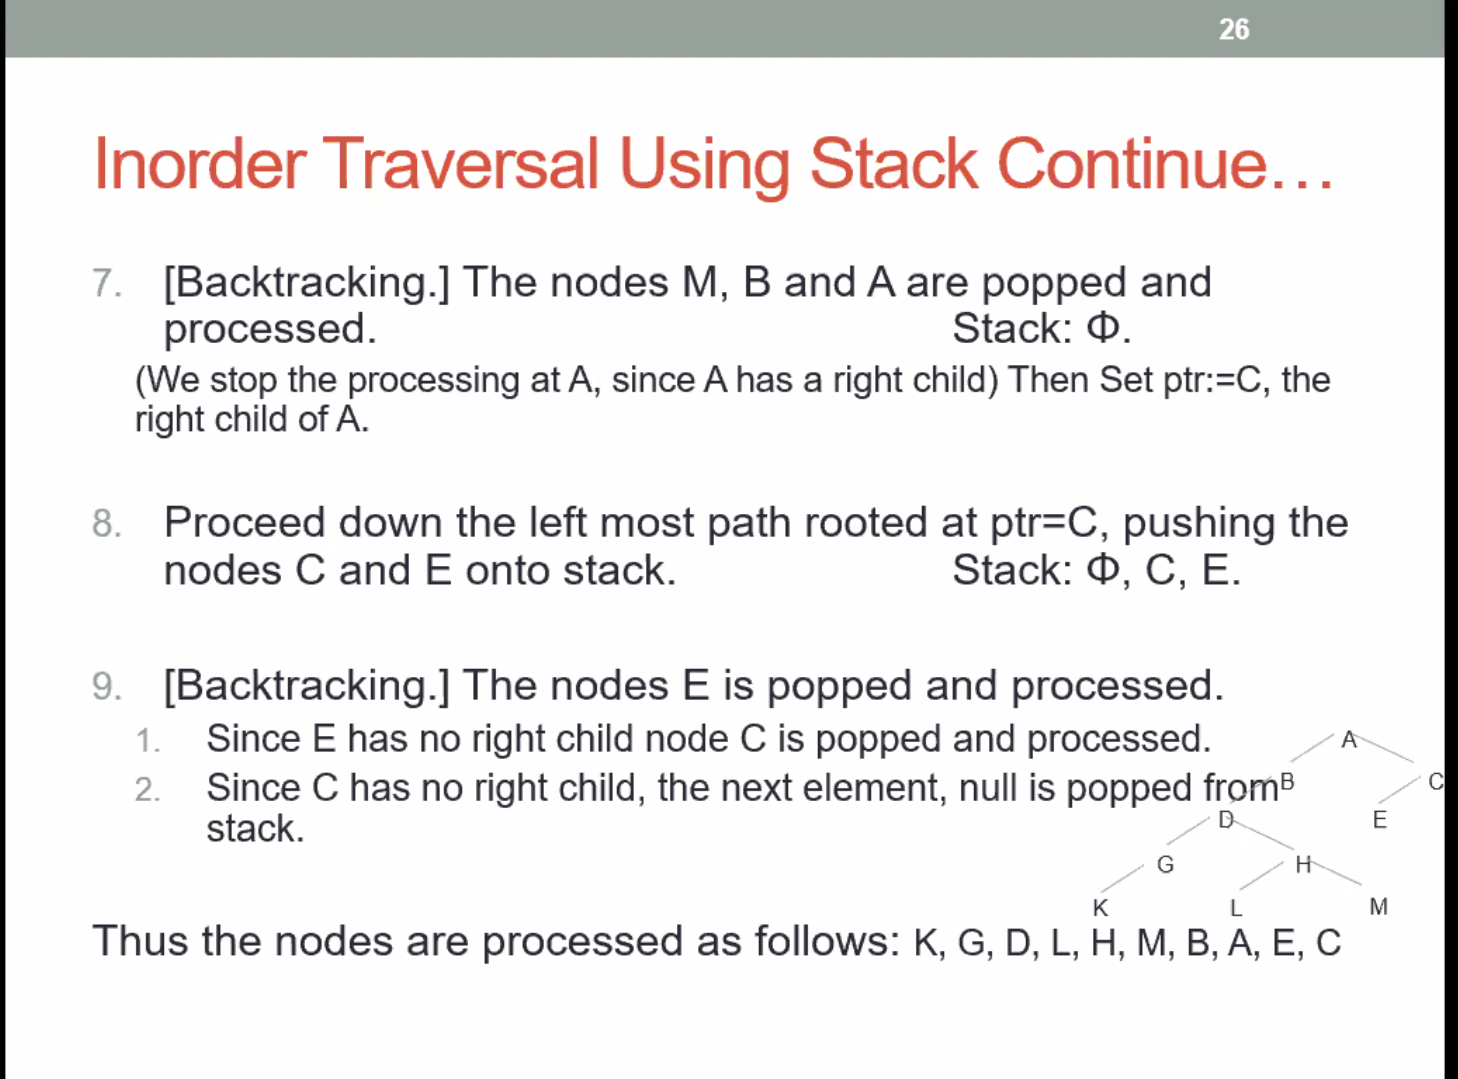 26
Inorder Traversal Using Stack Continue…
7. [Backtracking.] The nodes M, B and A are popped and
processed. Stack: Φ.
(We stop the processing at A, since A has a right child) Then Set ptr:=C, the
right child of A.
8. Proceed down the left most path rooted at ptr=C, pushing the
nodes C and E onto stack. Stack: Φ, C, E.
9. [Backtracking.] The nodes E is popped and processed.
1. Since E has no right child node C is popped and processed.
2. Since C has no right child, the next element, null is popped from
stack.
A
B C
D E
G H
K L M
Thus the nodes are processed as follows: K, G, D, L, H, M, B, A, E, C